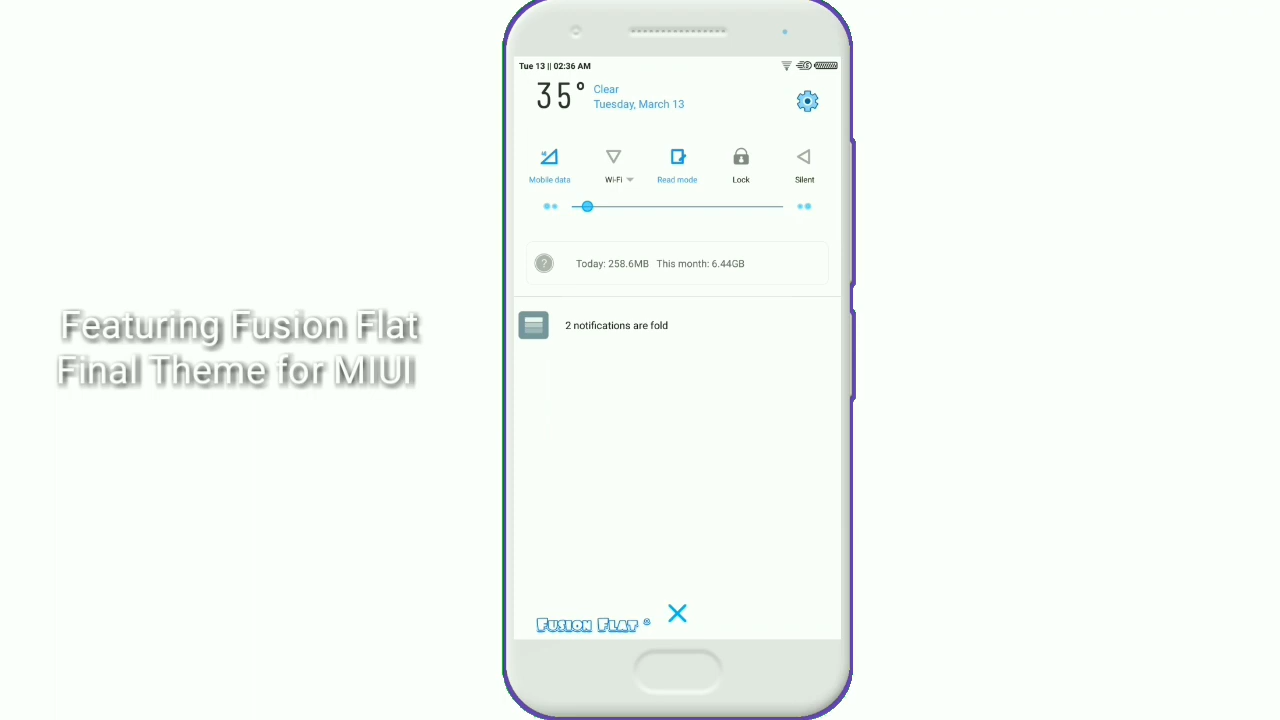 Tue 13 || 02:36 AM
35°
Clear
Tuesday, March 13
Mobile data
Wi-Fi
Read mode
Lock
Silent
Today: 258.6MB This month: 6.44GB
Featuring Fusion Flat
Final Theme for MIUI
2 notifications are fold
Fusion Flat